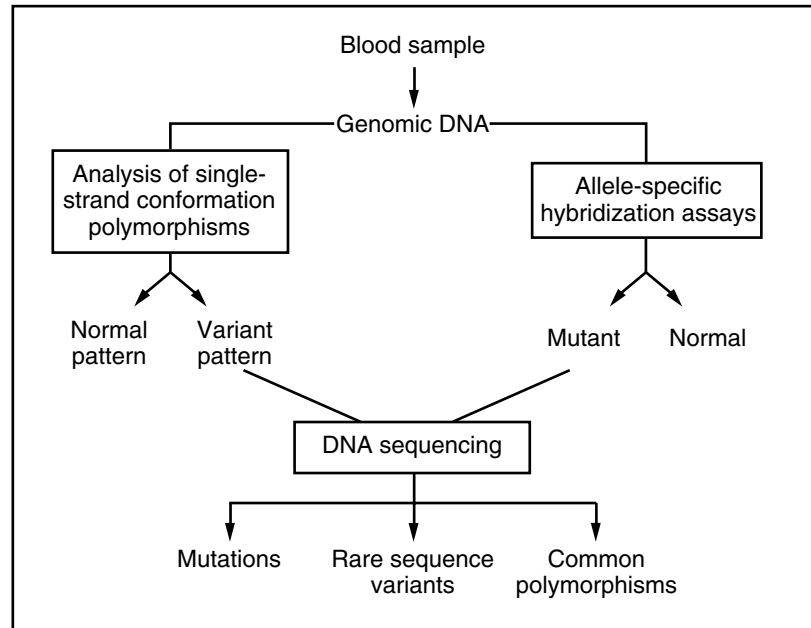 Blood sample
Genomic DNA
Analysis of single-
strand conformation
polymorphisms
Allele-specific
hybridization assays
Normal
pattern
Variant
pattern
Mutant
Normal
DNA sequencing
Mutations
Rare sequence
variants
Common
polymorphisms